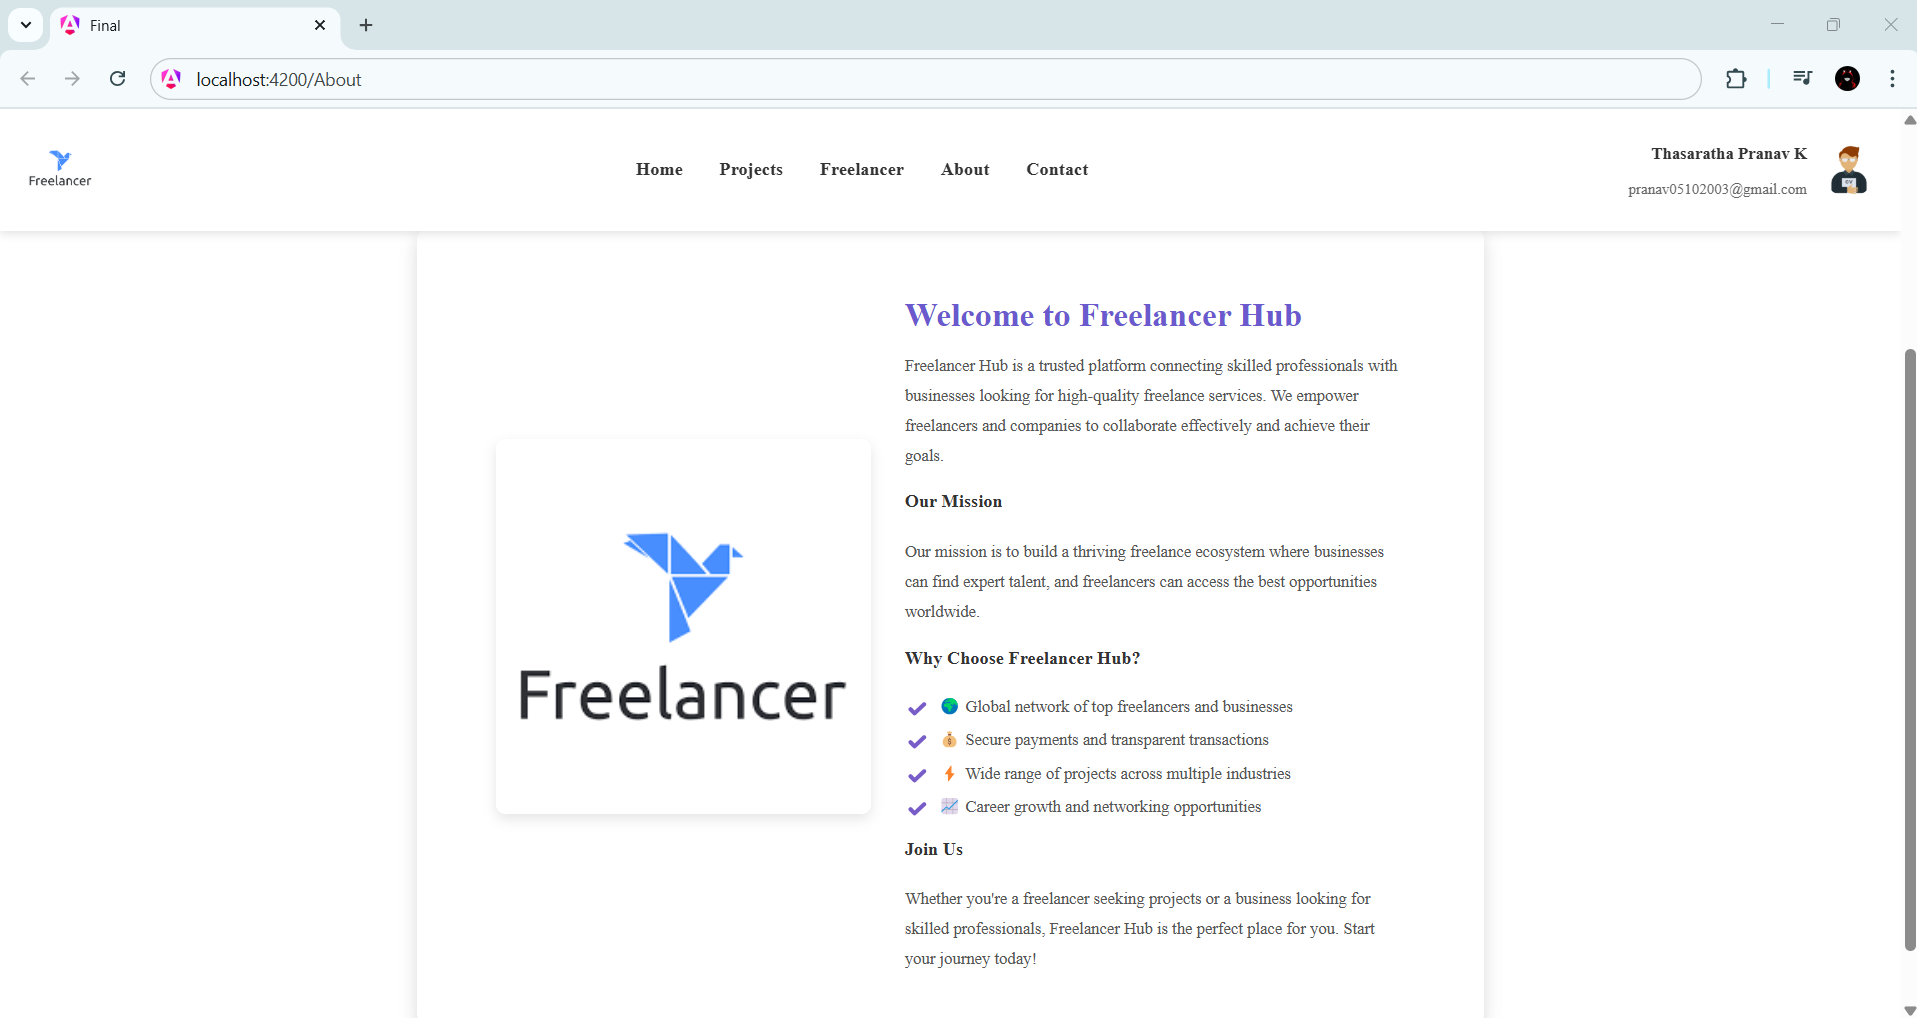 Final
localhost:4200/About
Freelancer
Home Projects Freelancer About Contact
Thasaratha Pranav K
pranav05102003@gmail.com
Welcome to Freelancer Hub
Freelancer Hub is a trusted platform connecting skilled professionals with
businesses looking for high-quality freelance services. We empower
freelancers and companies to collaborate effectively and achieve their
goals.
Our Mission
Our mission is to build a thriving freelance ecosystem where businesses
can find expert talent, and freelancers can access the best opportunities
worldwide.
Why Choose Freelancer Hub?
Global network of top freelancers and businesses
Secure payments and transparent transactions
Wide range of projects across multiple industries
Career growth and networking opportunities
Join Us
Whether you're a freelancer seeking projects or a business looking for
skilled professionals, Freelancer Hub is the perfect place for you. Start
your journey today!
Freelancer